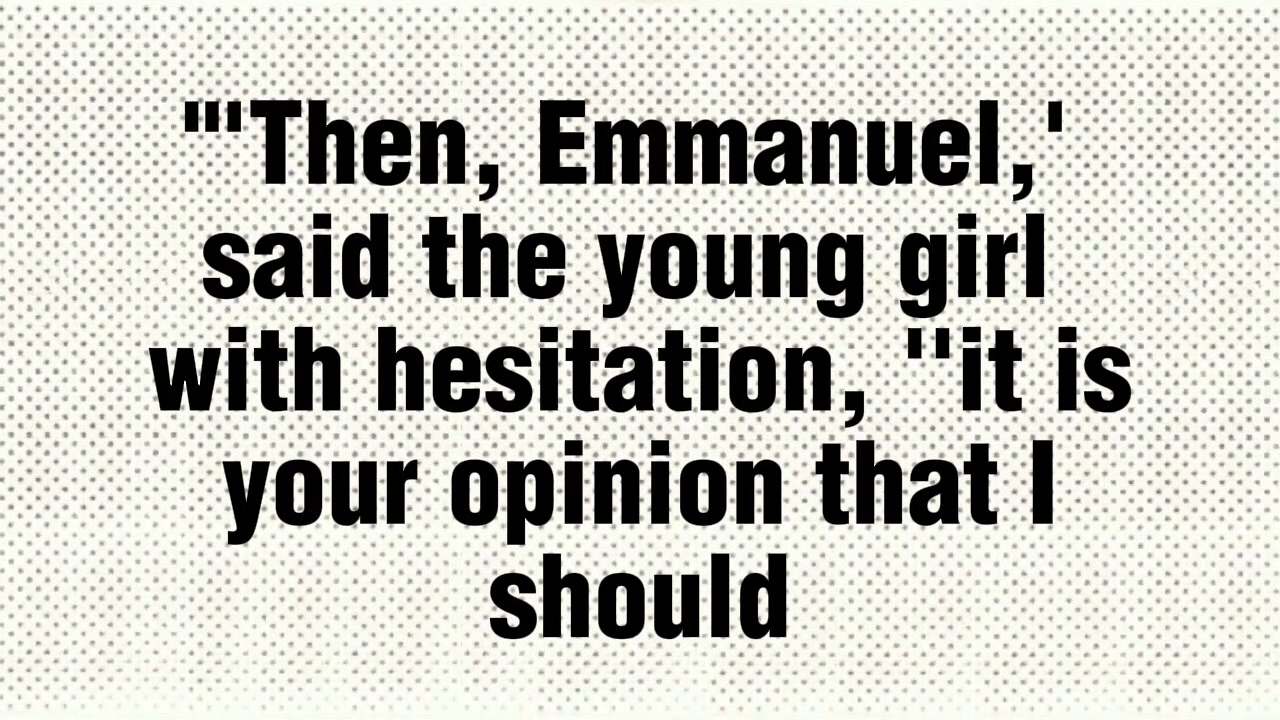 "'Then, Emmanuel,'
said the young girl
with hesitation, "it is
your opinion that I
should